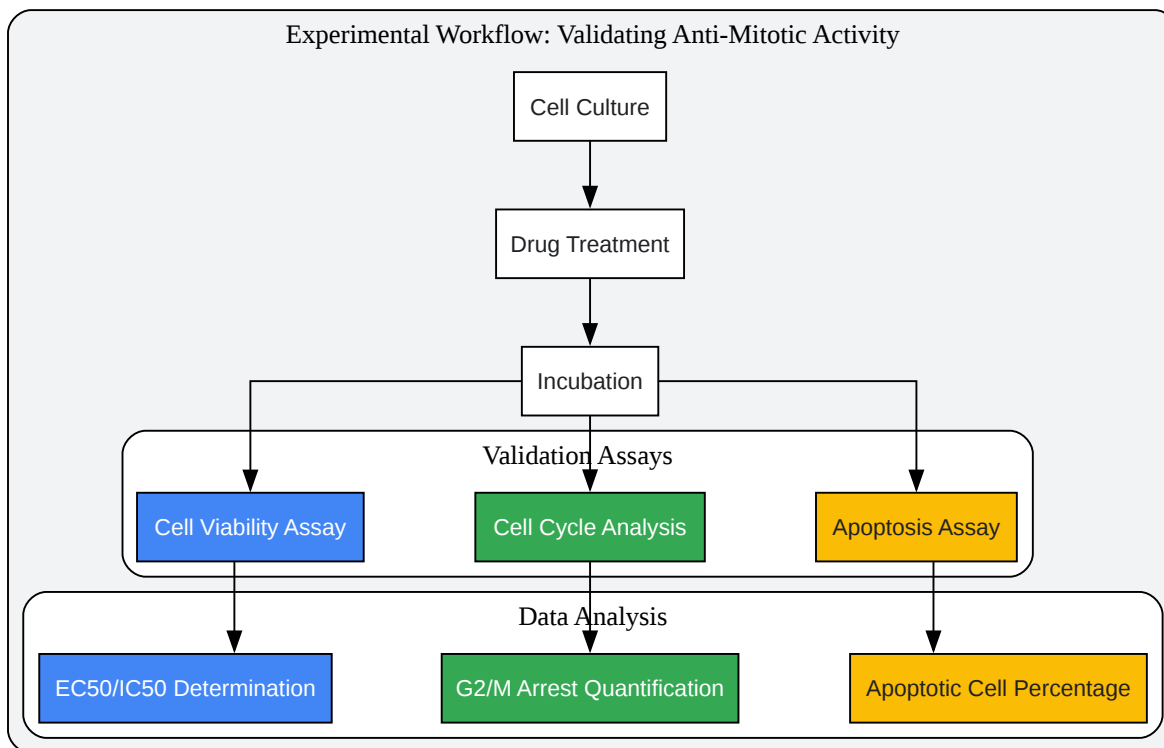 Experimental Workflow: Validating Anti-Mitotic Activity
Cell Culture
Drug Treatment
Incubation
Validation Assays
Cell Viability Assay
Cell Cycle Analysis
Apoptosis Assay
Data Analysis
EC50/IC50 Determination
G2/M Arrest Quantification
Apoptotic Cell Percentage